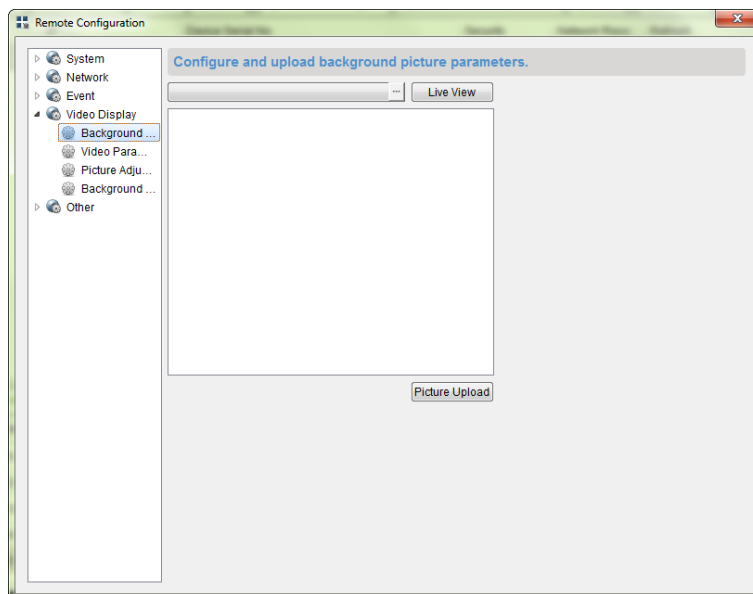 Remote Configuration
System
Network
Event
Video Display
Background ...
Video Para...
Picture Adju...
Background ...
Other
Configure and upload background picture parameters.
...
Live View
Picture Upload